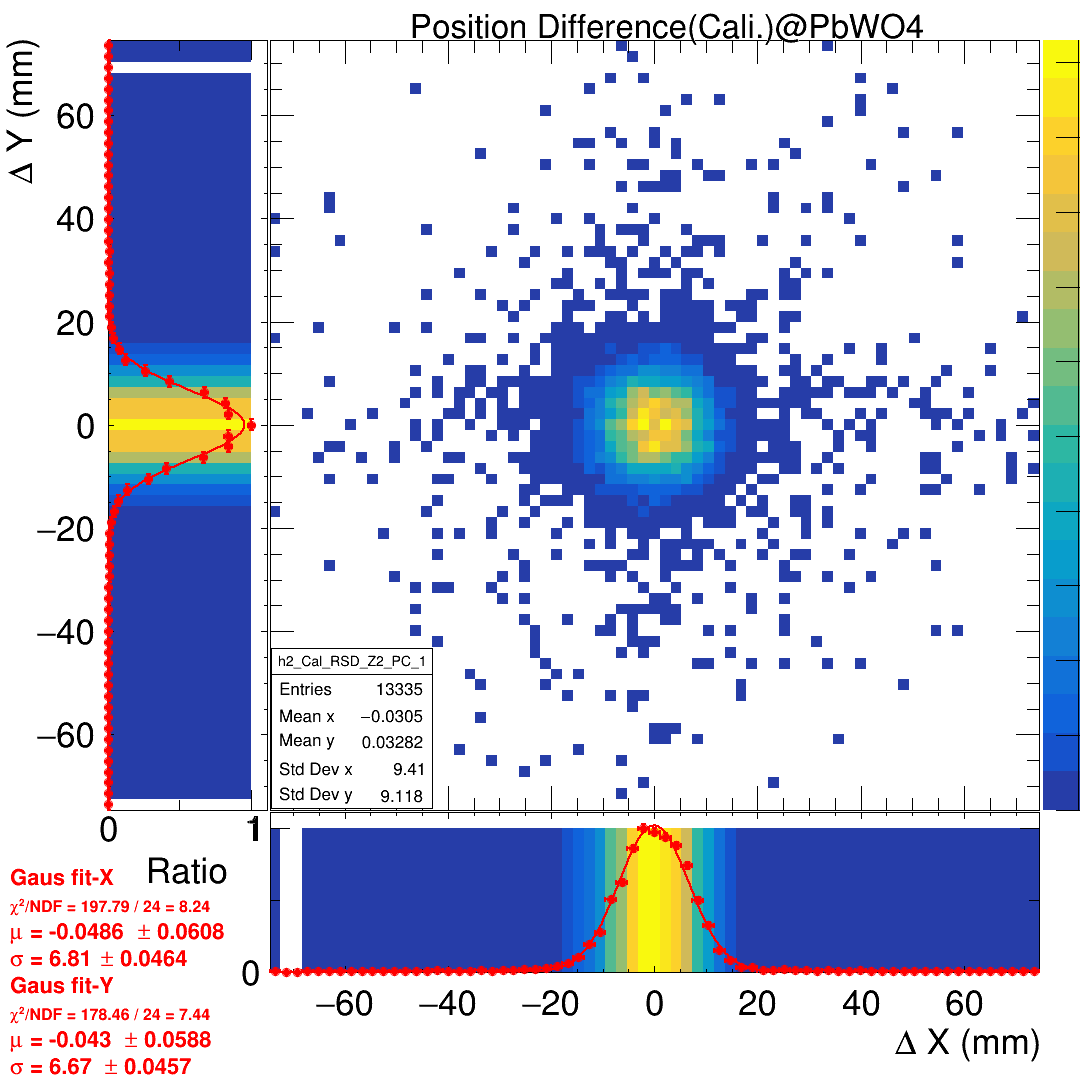 Position Difference(Cali.)@PbWO4
Δ Y (mm)
60
40
20
0
−20
−40
−60
h2_Cal_RSD_Z2_PC_1
Entries 13335
Mean x −0.0305
Mean y 0.03282
Std Dev x 9.41
Std Dev y 9.118
0 1
Ratio
1
0
−60 −40 −20 0 20 40 60
Δ X (mm)
Gaus fit-X
χ²/NDF = 197.79 / 24 = 8.24
μ = -0.0486 ± 0.0608
σ = 6.81 ± 0.0464
Gaus fit-Y
χ²/NDF = 178.46 / 24 = 7.44
μ = -0.043 ± 0.0588
σ = 6.67 ± 0.0457